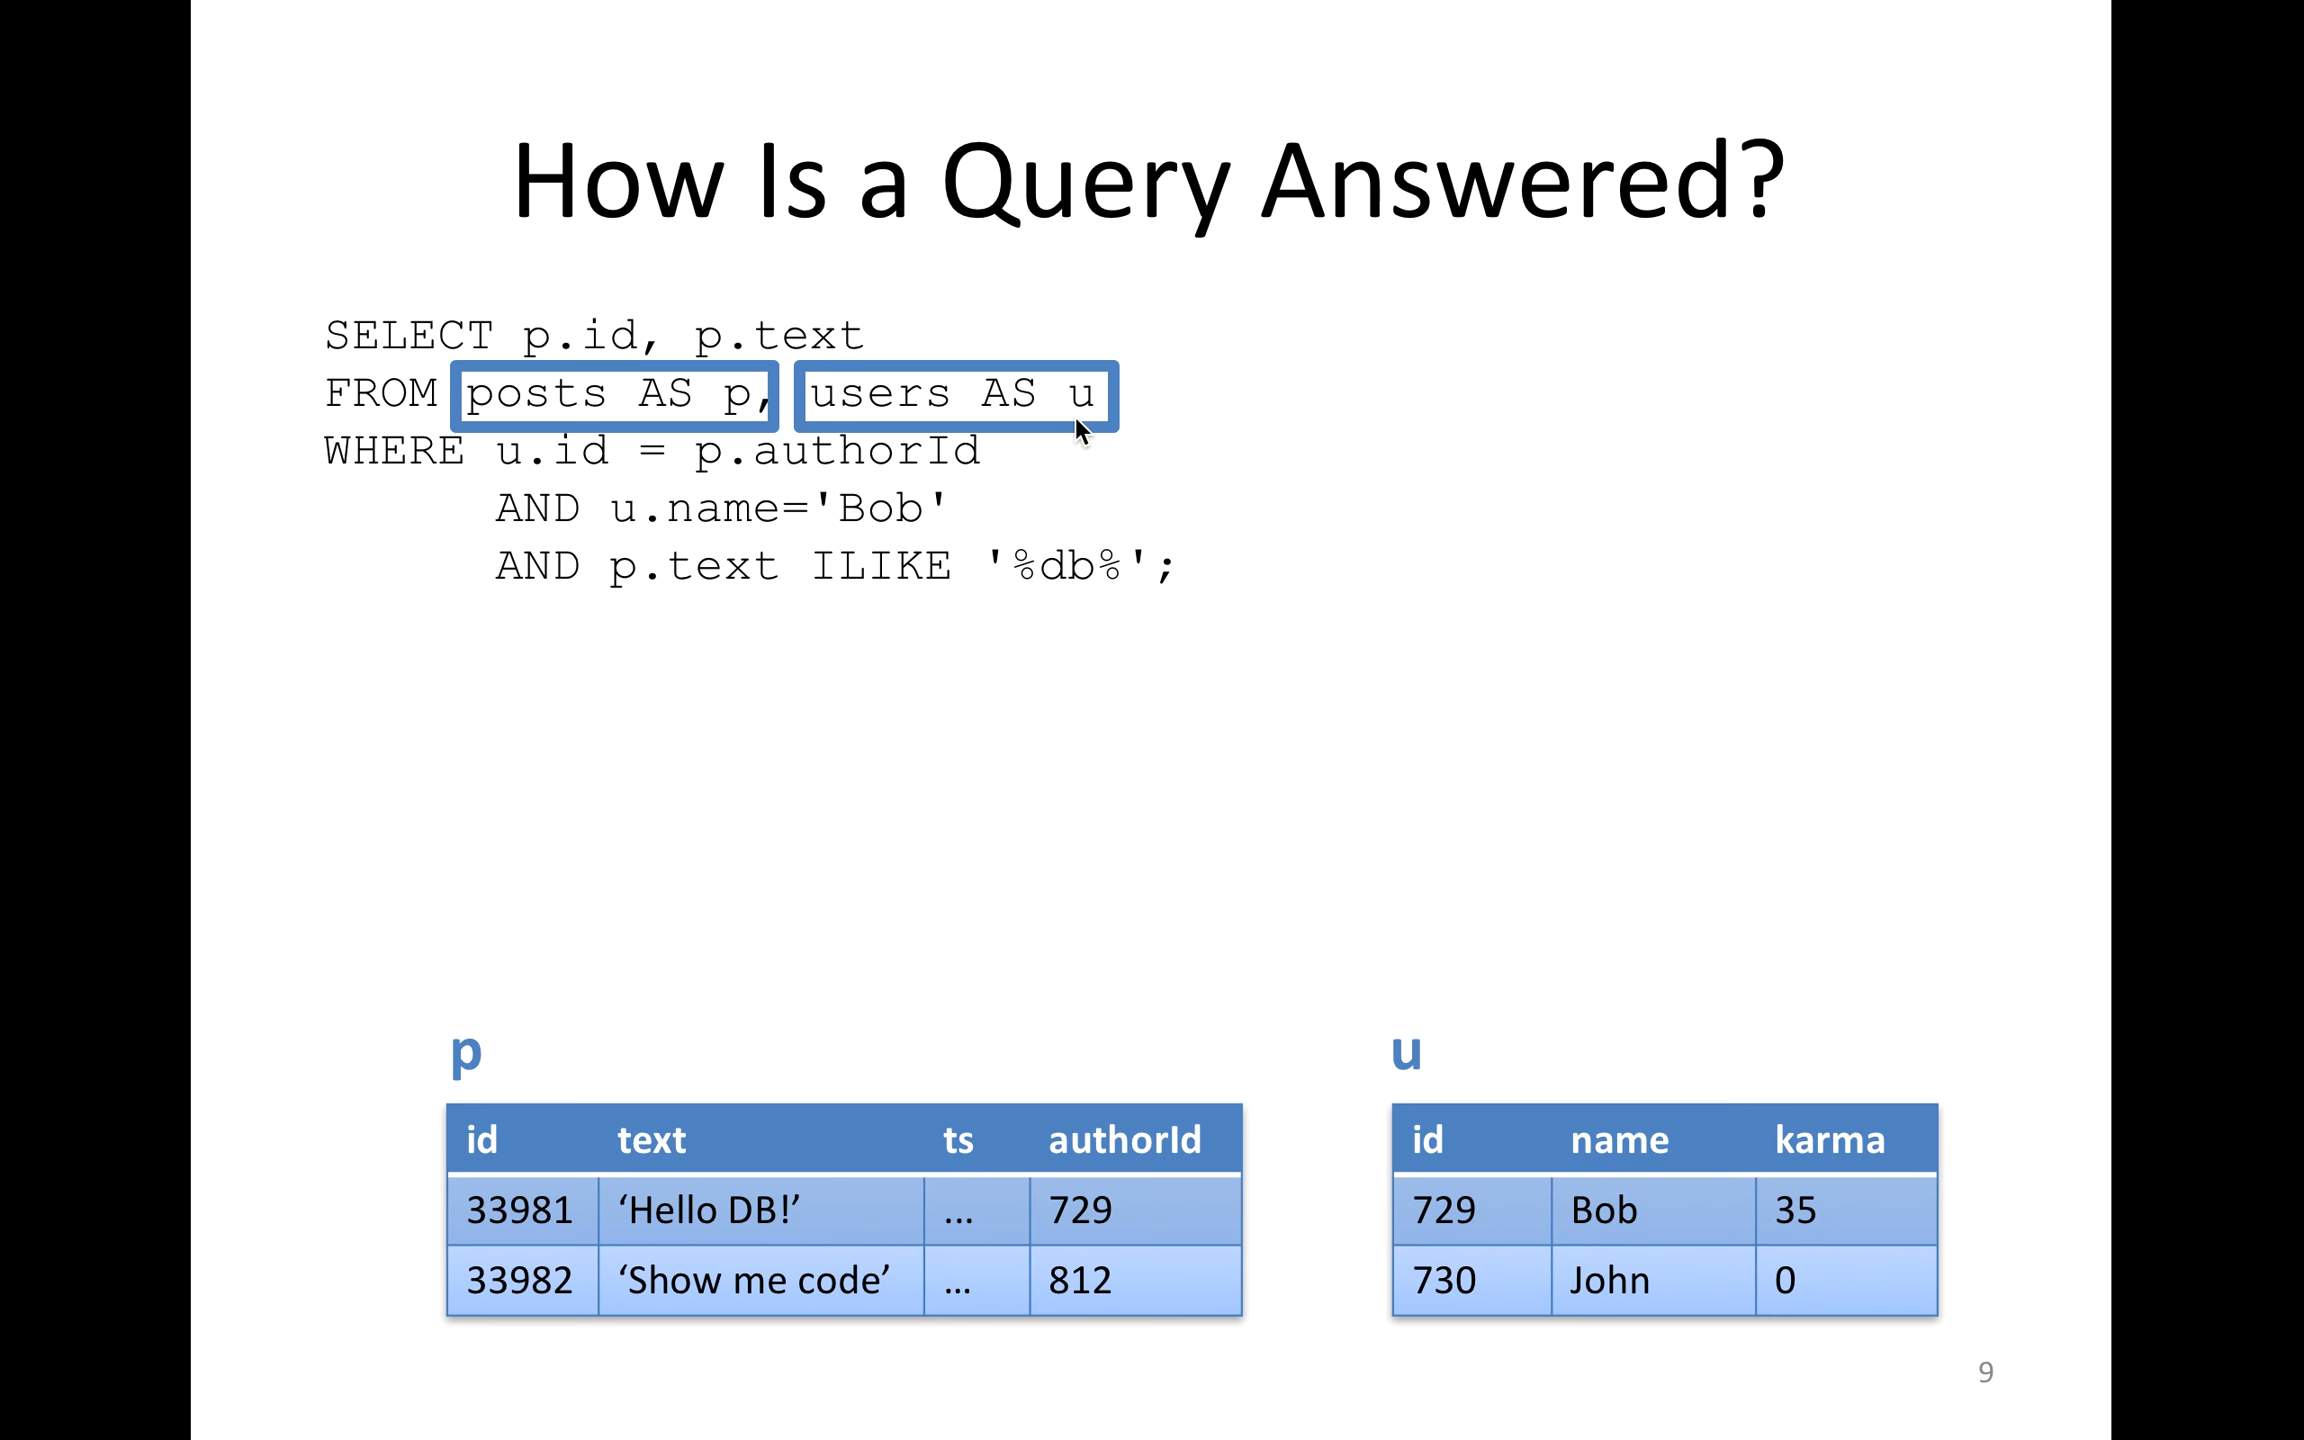 How Is a Query Answered?
SELECT p.id, p.text
FROM posts AS p, users AS u
WHERE u.id = p.authorId
AND u.name='Bob'
AND p.text ILIKE '%db%';
p
id text ts authorId
33981 ‘Hello DB!’ ... 729
33982 ‘Show me code’ ... 812
u
id name karma
729 Bob 35
730 John 0
9